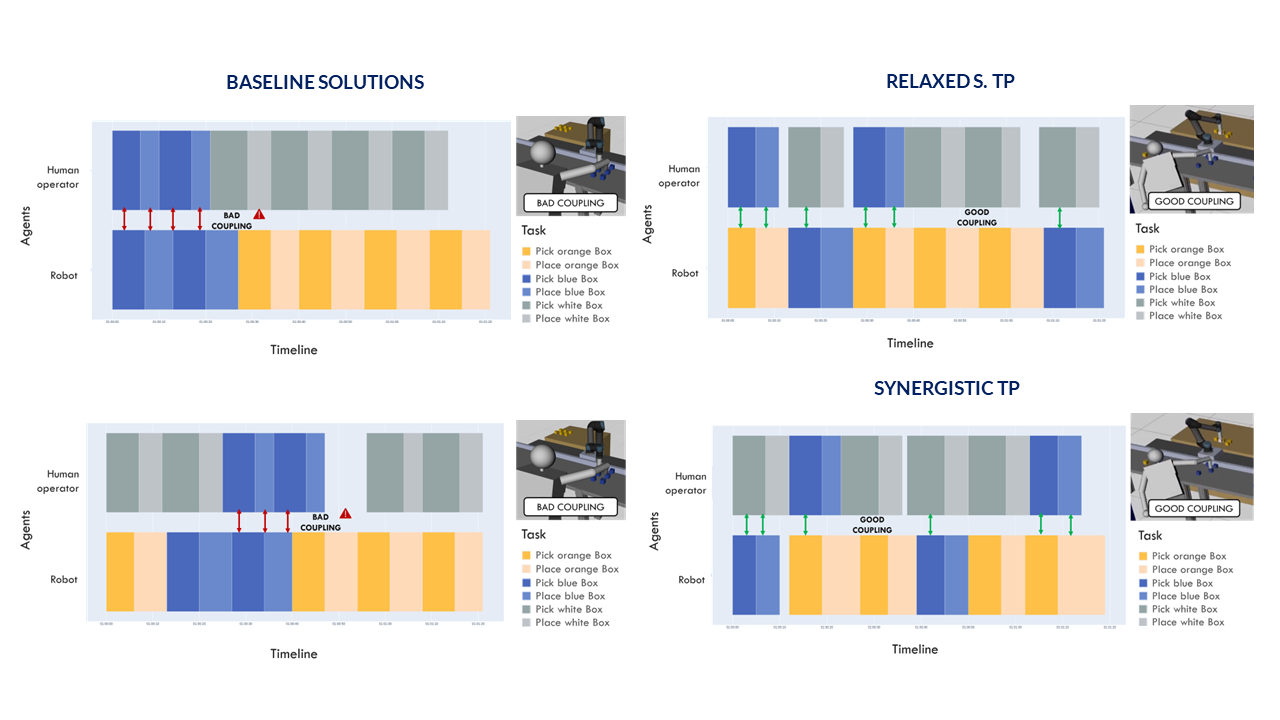 BASELINE SOLUTIONS
Agents
Human
operator
Robot
BAD
COUPLING
Timeline
BAD COUPLING
Task
Pick orange Box
Place orange Box
Pick blue Box
Place blue Box
Pick white Box
Place white Box
RELAXED S. TP
Agents
Human
operator
Robot
GOOD
COUPLING
Timeline
GOOD COUPLING
Task
Pick orange Box
Place orange Box
Pick blue Box
Place blue Box
Pick white Box
Place white Box
Agents
Human
operator
Robot
BAD
COUPLING
Timeline
BAD COUPLING
Task
Pick orange Box
Place orange Box
Pick blue Box
Place blue Box
Pick white Box
Place white Box
SYNERGISTIC TP
Agents
Human
operator
Robot
GOOD
COUPLING
Timeline
GOOD COUPLING
Task
Pick orange Box
Place orange Box
Pick blue Box
Place blue Box
Pick white Box
Place white Box